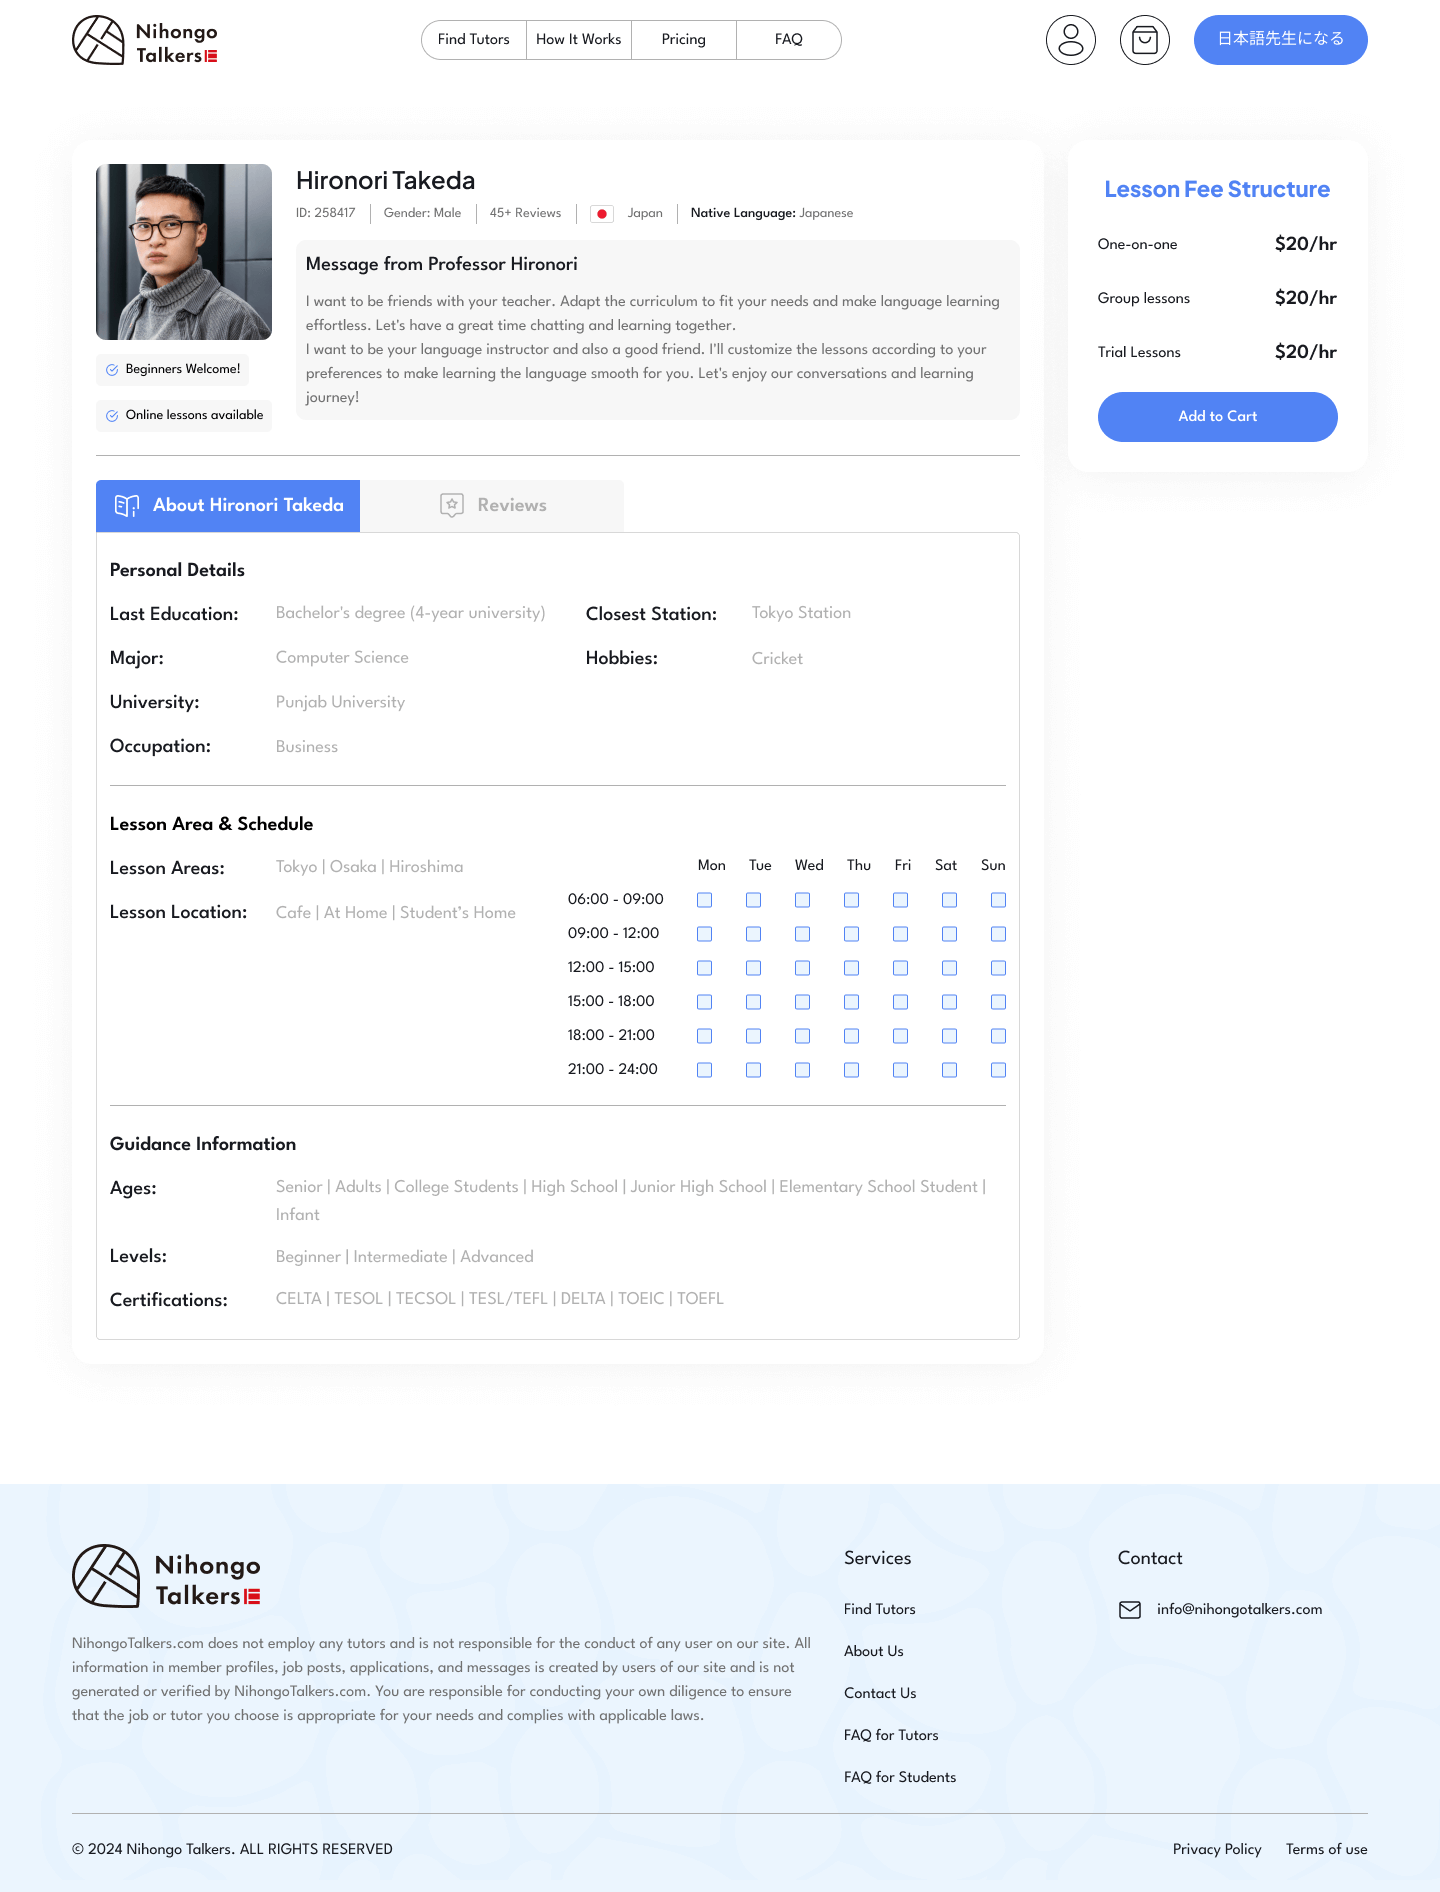 Nihongo
Talkers
Find Tutors
How It Works
Pricing
FAQ
日本語先生になる
Hironori Takeda
ID: 258417
Gender: Male
45+ Reviews
Japan
Native Language: Japanese
Message from Professor Hironori
I want to be friends with your teacher. Adapt the curriculum to fit your needs and make language learning
effortless. Let's have a great time chatting and learning together.
I want to be your language instructor and also a good friend. I'll customize the lessons according to your
preferences to make learning the language smooth for you. Let's enjoy our conversations and learning
journey!
Beginners Welcome!
Online lessons available
Lesson Fee Structure
One-on-one $20/hr
Group lessons $20/hr
Trial Lessons $20/hr
Add to Cart
About Hironori Takeda
Reviews
Personal Details
Last Education: Bachelor's degree (4-year university)
Closest Station: Tokyo Station
Major: Computer Science
Hobbies: Cricket
University: Punjab University
Occupation: Business
Lesson Area & Schedule
Lesson Areas: Tokyo | Osaka | Hiroshima
Lesson Location: Cafe | At Home | Student’s Home
Mon Tue Wed Thu Fri Sat Sun
06:00 - 09:00
09:00 - 12:00
12:00 - 15:00
15:00 - 18:00
18:00 - 21:00
21:00 - 24:00
Guidance Information
Ages: Senior | Adults | College Students | High School | Junior High School | Elementary School Student |
Infant
Levels: Beginner | Intermediate | Advanced
Certifications: CELTA | TESOL | TECSOL | TESL/TEFL | DELTA | TOEIC | TOEFL
Nihongo
Talkers
NihongoTalkers.com does not employ any tutors and is not responsible for the conduct of any user on our site. All
information in member profiles, job posts, applications, and messages is created by users of our site and is not
generated or verified by NihongoTalkers.com. You are responsible for conducting your own diligence to ensure
that the job or tutor you choose is appropriate for your needs and complies with applicable laws.
Services
Find Tutors
About Us
Contact Us
FAQ for Tutors
FAQ for Students
Contact
info@nihongotalkers.com
© 2024 Nihongo Talkers. ALL RIGHTS RESERVED
Privacy Policy
Terms of use